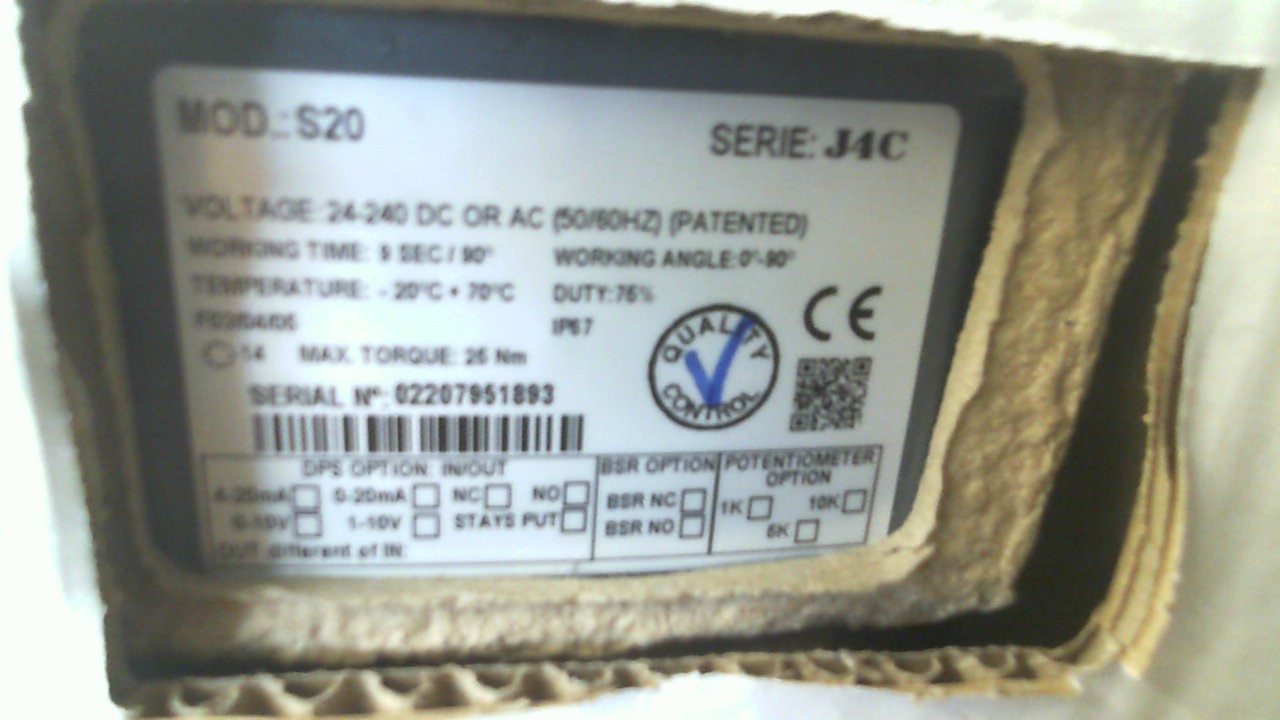 MOD.: S20
SERIE: J4C
VOLTAGE: 24-240 DC OR AC (50/60HZ) (PATENTED)
WORKING TIME: 9 SEC / 90° WORKING ANGLE:0°-90°
TEMPERATURE: - 20°C + 70°C DUTY:75%
F03/04/05 IP67
14 MAX. TORQUE: 25 Nm
SERIAL Nº: 02207951893
QUALITY CONTROL
CE
DPS OPTION IN/OUT
4-20mA 0-20mA NC NO
0-10V 1-10V STAYS PUT
OUT different of IN:
BSR OPTION
BSR NC
BSR NO
POTENTIOMETER
OPTION
1K 10K
5K